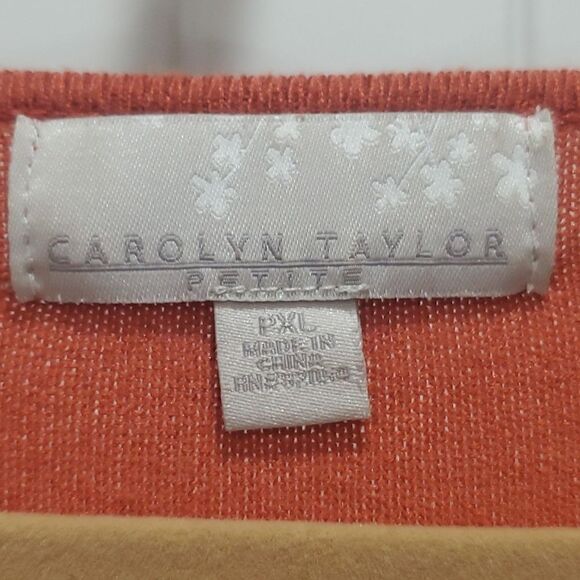 CAROLYN TAYLOR
PETITE
PXL
MADE IN
CHINA